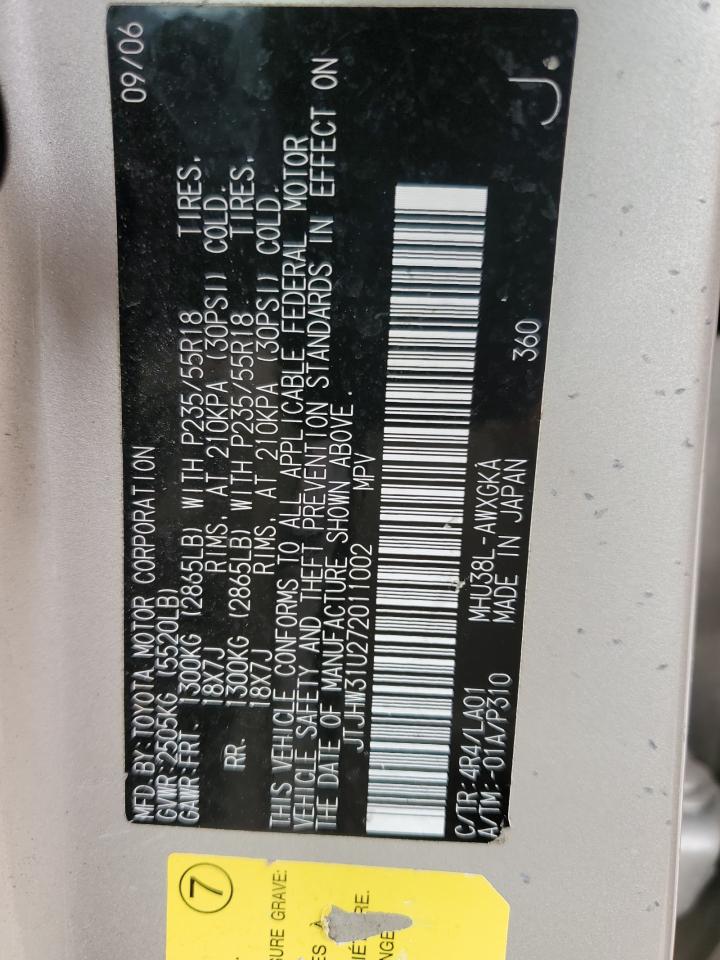 MFD. BY: TOYOTA MOTOR CORPORATION 09/06
GVWR: 2505KG (5520LB)
GAWR: FRT. 1300KG (2865LB) WITH P235/55R18 TIRES,
18X7J RIMS, AT 210KPA (30PSI) COLD.
RR. 1300KG (2865LB) WITH P235/55R18 TIRES,
18X7J RIMS, AT 210KPA (30PSI) COLD.
THIS VEHICLE CONFORMS TO ALL APPLICABLE FEDERAL MOTOR
VEHICLE SAFETY AND THEFT PREVENTION STANDARDS IN EFFECT ON
THE DATE OF MANUFACTURE SHOWN ABOVE.
JTJHW31U272011002 MPV
C/TR: 4R4/LA01 MHU38L-AWXGKA
A/TM: -01A/P310 MADE IN JAPAN 360
J.
7
SURE GRAVE: